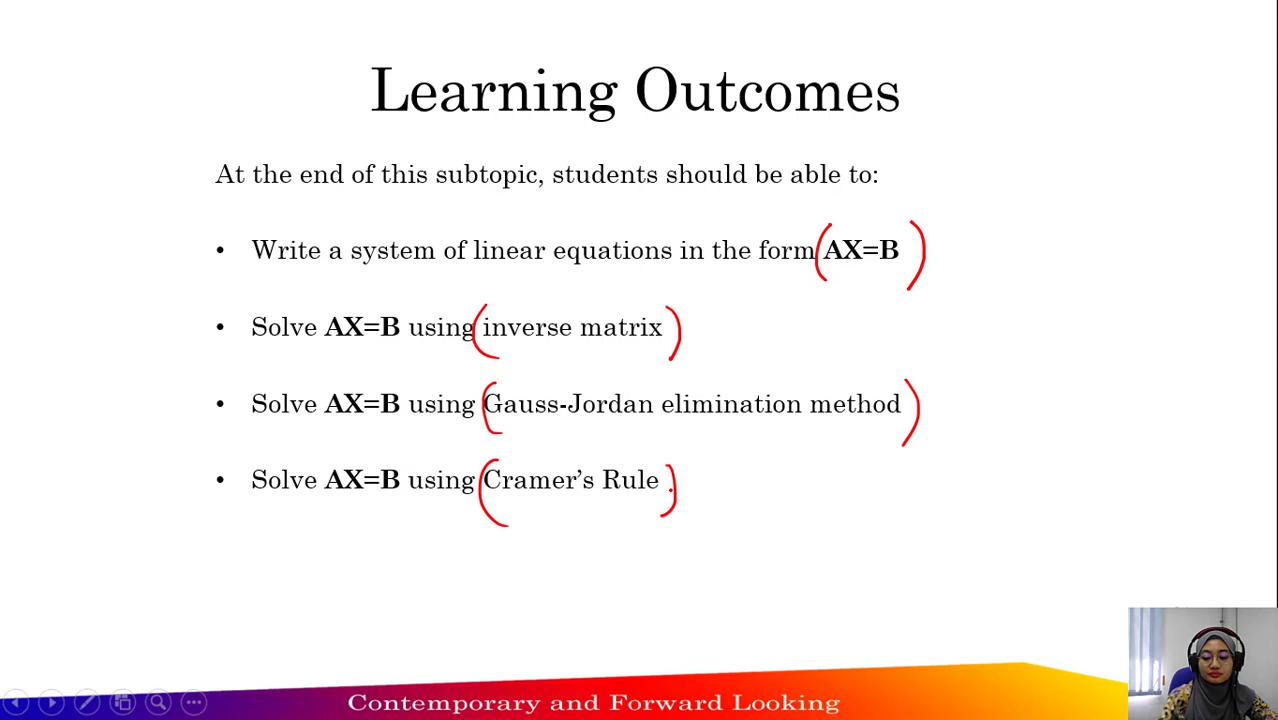 Learning Outcomes
At the end of this subtopic, students should be able to:
• Write a system of linear equations in the form (AX=B)
• Solve AX=B using (inverse matrix)
• Solve AX=B using (Gauss-Jordan elimination method)
• Solve AX=B using (Cramer’s Rule)
Contemporary and Forward Looking